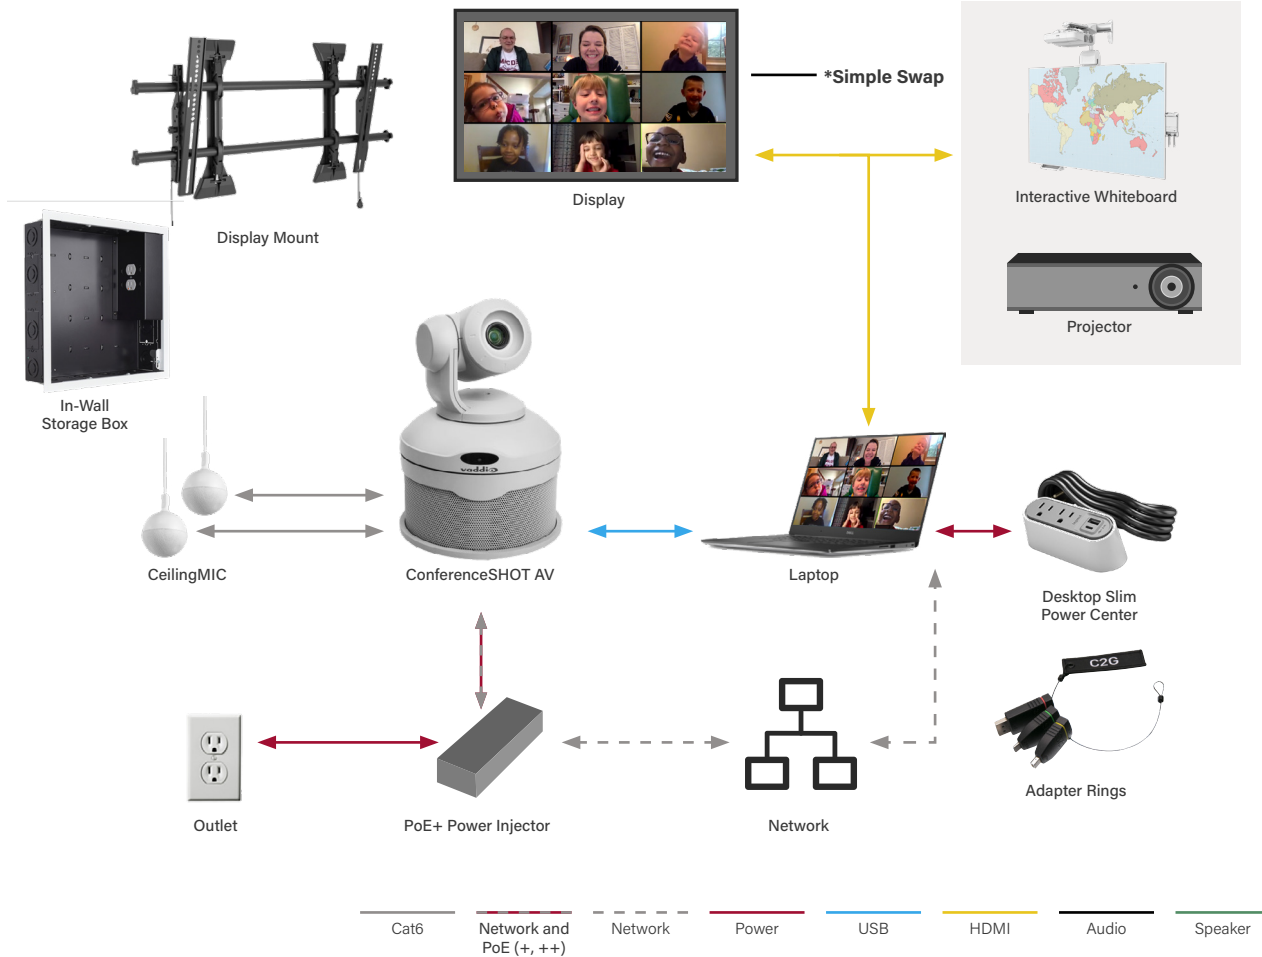 *Simple Swap
Display
Interactive Whiteboard
Display Mount
Projector
In-Wall
Storage Box
vaddio
CeilingMIC
ConferenceSHOT AV
Laptop
Desktop Slim
Power Center
C2G
Adapter Rings
Outlet
PoE+ Power Injector
Network
Cat6
Network and
PoE (+, ++)
Network
Power
USB
HDMI
Audio
Speaker